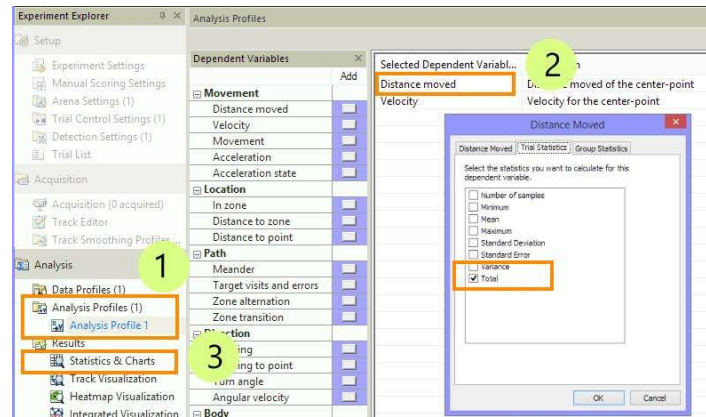 Experiment Explorer
Setup
Experiment Settings
Manual Scoring Settings
Arena Settings (1)
Trial Control Settings (1)
Detection Settings (1)
Trial List
Acquisition
Acquisition (0 acquired)
Track Editor
Track Smoothing Profiles...
Analysis
1
Data Profiles (1)
Analysis Profiles (1)
Analysis Profile 1
Results
Statistics & Charts
3
Track Visualization
Heatmap Visualization
Integrated Visualization
Analysis Profiles
Dependent Variables
Add
Movement
Distance moved
Velocity
Movement
Acceleration
Acceleration state
Location
In zone
Distance to zone
Distance to point
Path
Meander
Target visits and errors
Zone alternation
Zone transition
to point
angle
Angular velocity
Body
Selected Dependent Variabl...
2
Distance moved
moved of the center-point
Velocity Velocity for the center-point
Distance Moved
Distance Moved Trial Statistics Group Statistics
Select the statistics you want to calculate for this
dependent variable.
Number of samples
Minimum
Mean
Maximum
Standard Deviation
Standard Error
Variance
Total
OK Cancel